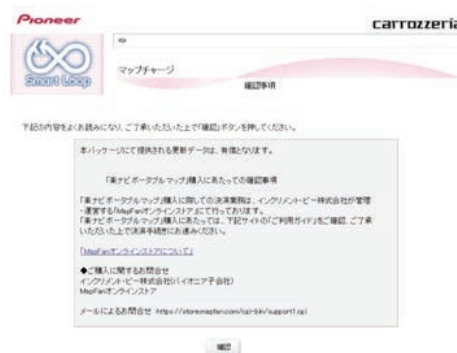 Pioneer
carrozzeria
Smart Loop
マップチャージ
確認事項
下記の内容をよくお読みになり、ご了承いただいた上で「確認」ボタンを押してください。
本パッケージにて提供される更新データは、有償となります。
「楽ナビポータブルマップ」購入にあたっての確認事項
「楽ナビポータブルマップ」購入に際しての決済業務は、インクリメント・ピー株式会社が管理
・運営する「MapFanオンラインストア」にて行っております。
「楽ナビポータブルマップ」購入にあたっては、下記サイトの「ご利用ガイド」をご確認、ご了承
いただいた上で決済手続きにお進みください。
「MapFanオンラインストアについて」
◆ご購入に関するお問合せ
インクリメント・ピー株式会社(パイオニア子会社)
MapFanオンラインストア
メールによるお問合せ https://store.mapfan.com/cgi-bin/support1.cgi
確認